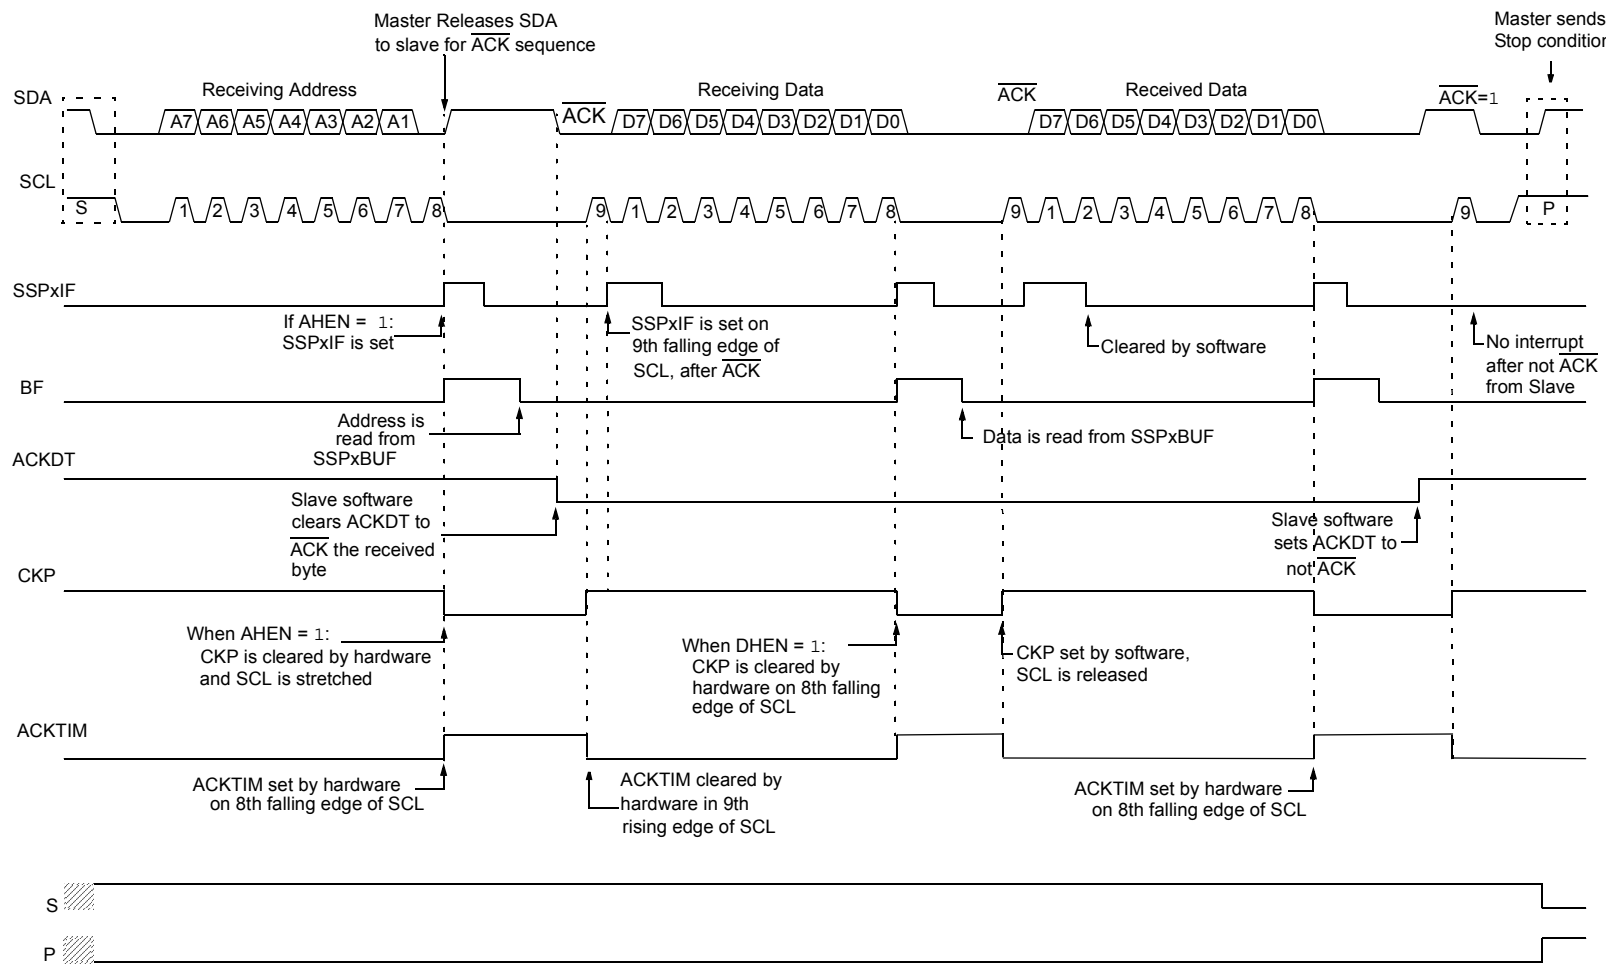 Master Releases SDA
to slave for ACK sequence
Master sends
Stop condition
SDA
Receiving Address
ACK
Receiving Data
ACK
Received Data
ACK=1
A7 A6 A5 A4 A3 A2 A1
D7 D6 D5 D4 D3 D2 D1 D0
D7 D6 D5 D4 D3 D2 D1 D0
SCL
S
1 2 3 4 5 6 7 8
9 1 2 3 4 5 6 7 8
9 1 2 3 4 5 6 7 8
9
P
SSPxIF
If AHEN = 1:
SSPxIF is set
SSPxIF is set on
9th falling edge of
SCL, after ACK
Cleared by software
No interrupt
after not ACK
from Slave
BF
Address is
read from
SSPxBUF
Data is read from SSPxBUF
ACKDT
Slave software
clears ACKDT to
ACK the received
byte
Slave software
sets ACKDT to
not ACK
CKP
When AHEN = 1:
CKP is cleared by hardware
and SCL is stretched
When DHEN = 1:
CKP is cleared by
hardware on 8th falling
edge of SCL
CKP set by software,
SCL is released
ACKTIM
ACKTIM set by hardware
on 8th falling edge of SCL
ACKTIM cleared by
hardware in 9th
rising edge of SCL
ACKTIM set by hardware
on 8th falling edge of SCL
S
P